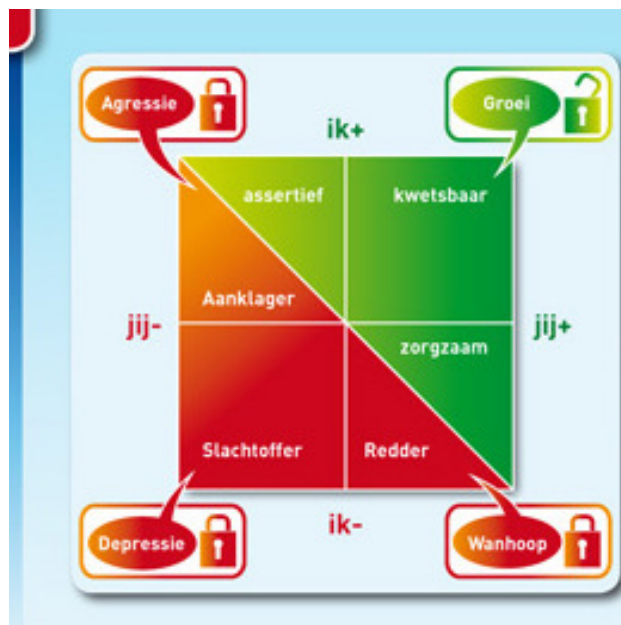 Agressie
Groei
ik+
assertief
kwetsbaar
Aanklager
jij-
jij+
zorgzaam
Slachtoffer
Redder
ik-
Depressie
Wanhoop